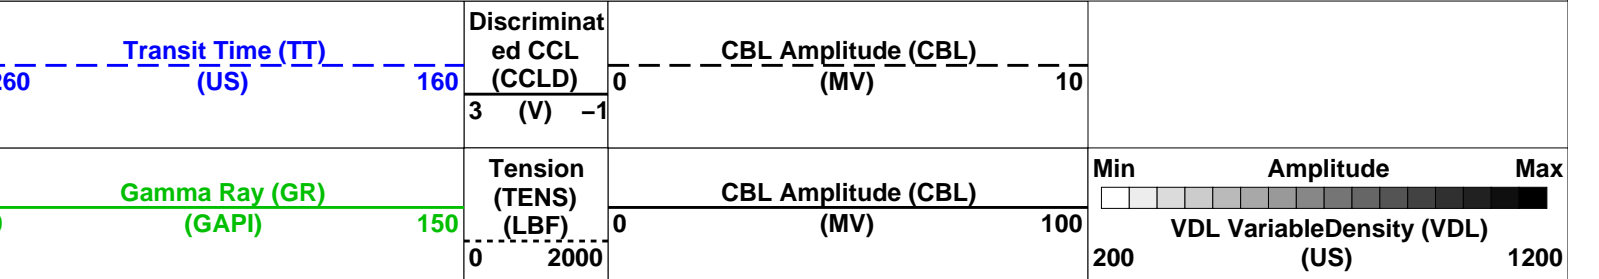 Transit Time (TT)
(US)
160
Discriminat
ed CCL
(CCLD)
3 (V) −1
CBL Amplitude (CBL)
0 (MV) 10
Gamma Ray (GR)
(GAPI) 150
Tension
(TENS)
(LBF)
0 2000
CBL Amplitude (CBL)
0 (MV) 100
Min Amplitude Max
VDL VariableDensity (VDL)
200 (US) 1200